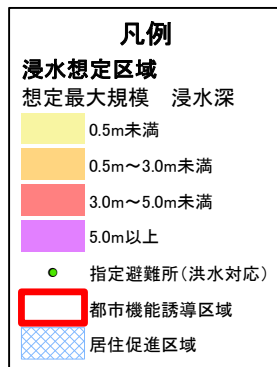 凡例
浸水想定区域
想定最大規模　浸水深
0.5m未満
0.5m～3.0m未満
3.0m～5.0m未満
5.0m以上
指定避難所(洪水対応)
都市機能誘導区域
居住促進区域